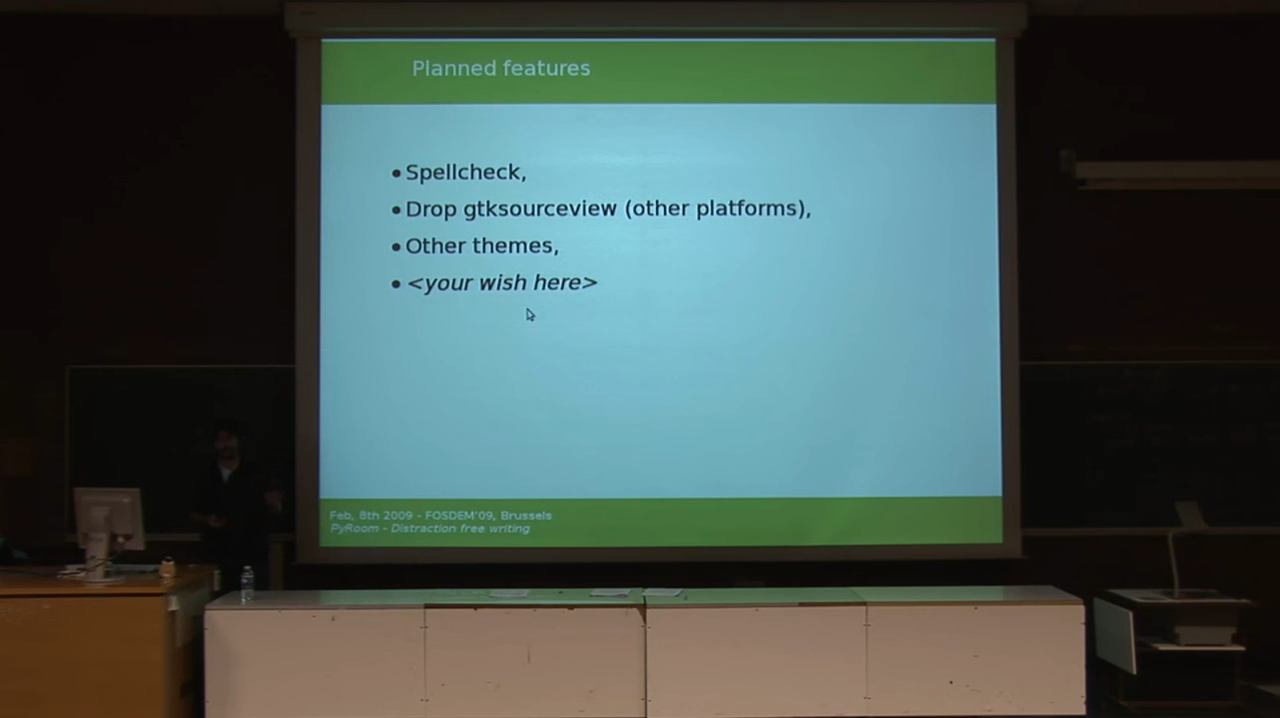 Planned features
• Spellcheck,
• Drop gtksourceview (other platforms),
• Other themes,
• <your wish here>
Feb, 8th 2009 - FOSDEM'09, Brussels
PyRoom - Distraction free writing